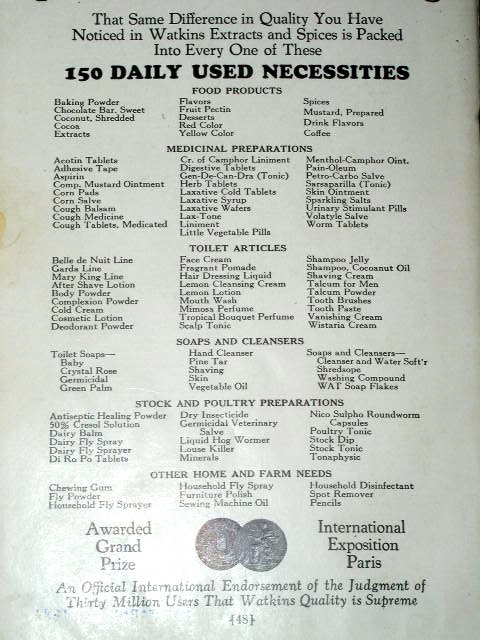 That Same Difference in Quality You Have
Noticed in Watkins Extracts and Spices is Packed
Into Every One of These
150 DAILY USED NECESSITIES
FOOD PRODUCTS
Baking Powder
Chocolate Bar, Sweet
Coconut, Shredded
Cocoa
Extracts
Flavors
Fruit Pectin
Desserts
Red Color
Yellow Color
Spices
Mustard, Prepared
Drink Flavors
Coffee
MEDICINAL PREPARATIONS
Acotin Tablets
Adhesive Tape
Aspirin
Comp. Mustard Ointment
Corn Pads
Corn Salve
Cough Balsam
Cough Medicine
Cough Tablets, Medicated
Cr. of Camphor Liniment
Digestive Tablets
Gen-De-Can-Dra (Tonic)
Herb Tablets
Laxative Cold Tablets
Laxative Syrup
Laxative Wafers
Lax-Tone
Liniment
Little Vegetable Pills
Menthol-Camphor Oint.
Pain-Oleum
Petro-Carbo Salve
Sarsaparilla (Tonic)
Skin Ointment
Sparkling Salts
Urinary Stimulant Pills
Volatyle Salve
Worm Tablets
TOILET ARTICLES
Belle de Nuit Line
Garda Line
Mary King Line
After Shave Lotion
Body Powder
Complexion Powder
Cold Cream
Cosmetic Lotion
Deodorant Powder
Face Cream
Fragrant Pomade
Hair Dressing Liquid
Lemon Cleansing Cream
Lemon Lotion
Mouth Wash
Mimosa Perfume
Tropical Bouquet Perfume
Scalp Tonic
Shampoo Jelly
Shampoo, Cocoanut Oil
Shaving Cream
Talcum for Men
Talcum Powder
Tooth Brushes
Tooth Paste
Vanishing Cream
Wistaria Cream
SOAPS AND CLEANSERS
Toilet Soaps—
Baby
Crystal Rose
Germicidal
Green Palm
Hand Cleanser
Pine Tar
Shaving
Skin
Vegetable Oil
Soaps and Cleansers—
Cleanser and Water Soft'r
Shredsope
Washing Compound
WAT Soap Flakes
STOCK AND POULTRY PREPARATIONS
Antiseptic Healing Powder
50% Cresol Solution
Dairy Balm
Dairy Fly Spray
Dairy Fly Sprayer
Di Ro Po Tablets
Dry Insecticide
Germicidal Veterinary
Salve
Liquid Hog Wormer
Louse Killer
Minerals
Nico Sulpho Roundworm
Capsules
Poultry Tonic
Stock Dip
Stock Tonic
Tonaphysic
OTHER HOME AND FARM NEEDS
Chewing Gum
Fly Powder
Household Fly Sprayer
Household Fly Spray
Furniture Polish
Sewing Machine Oil
Household Disinfectant
Spot Remover
Pencils
Awarded
Grand
Prize
International
Exposition
Paris
An Official International Endorsement of the Judgment of
Thirty Million Users That Watkins Quality is Supreme
{48}